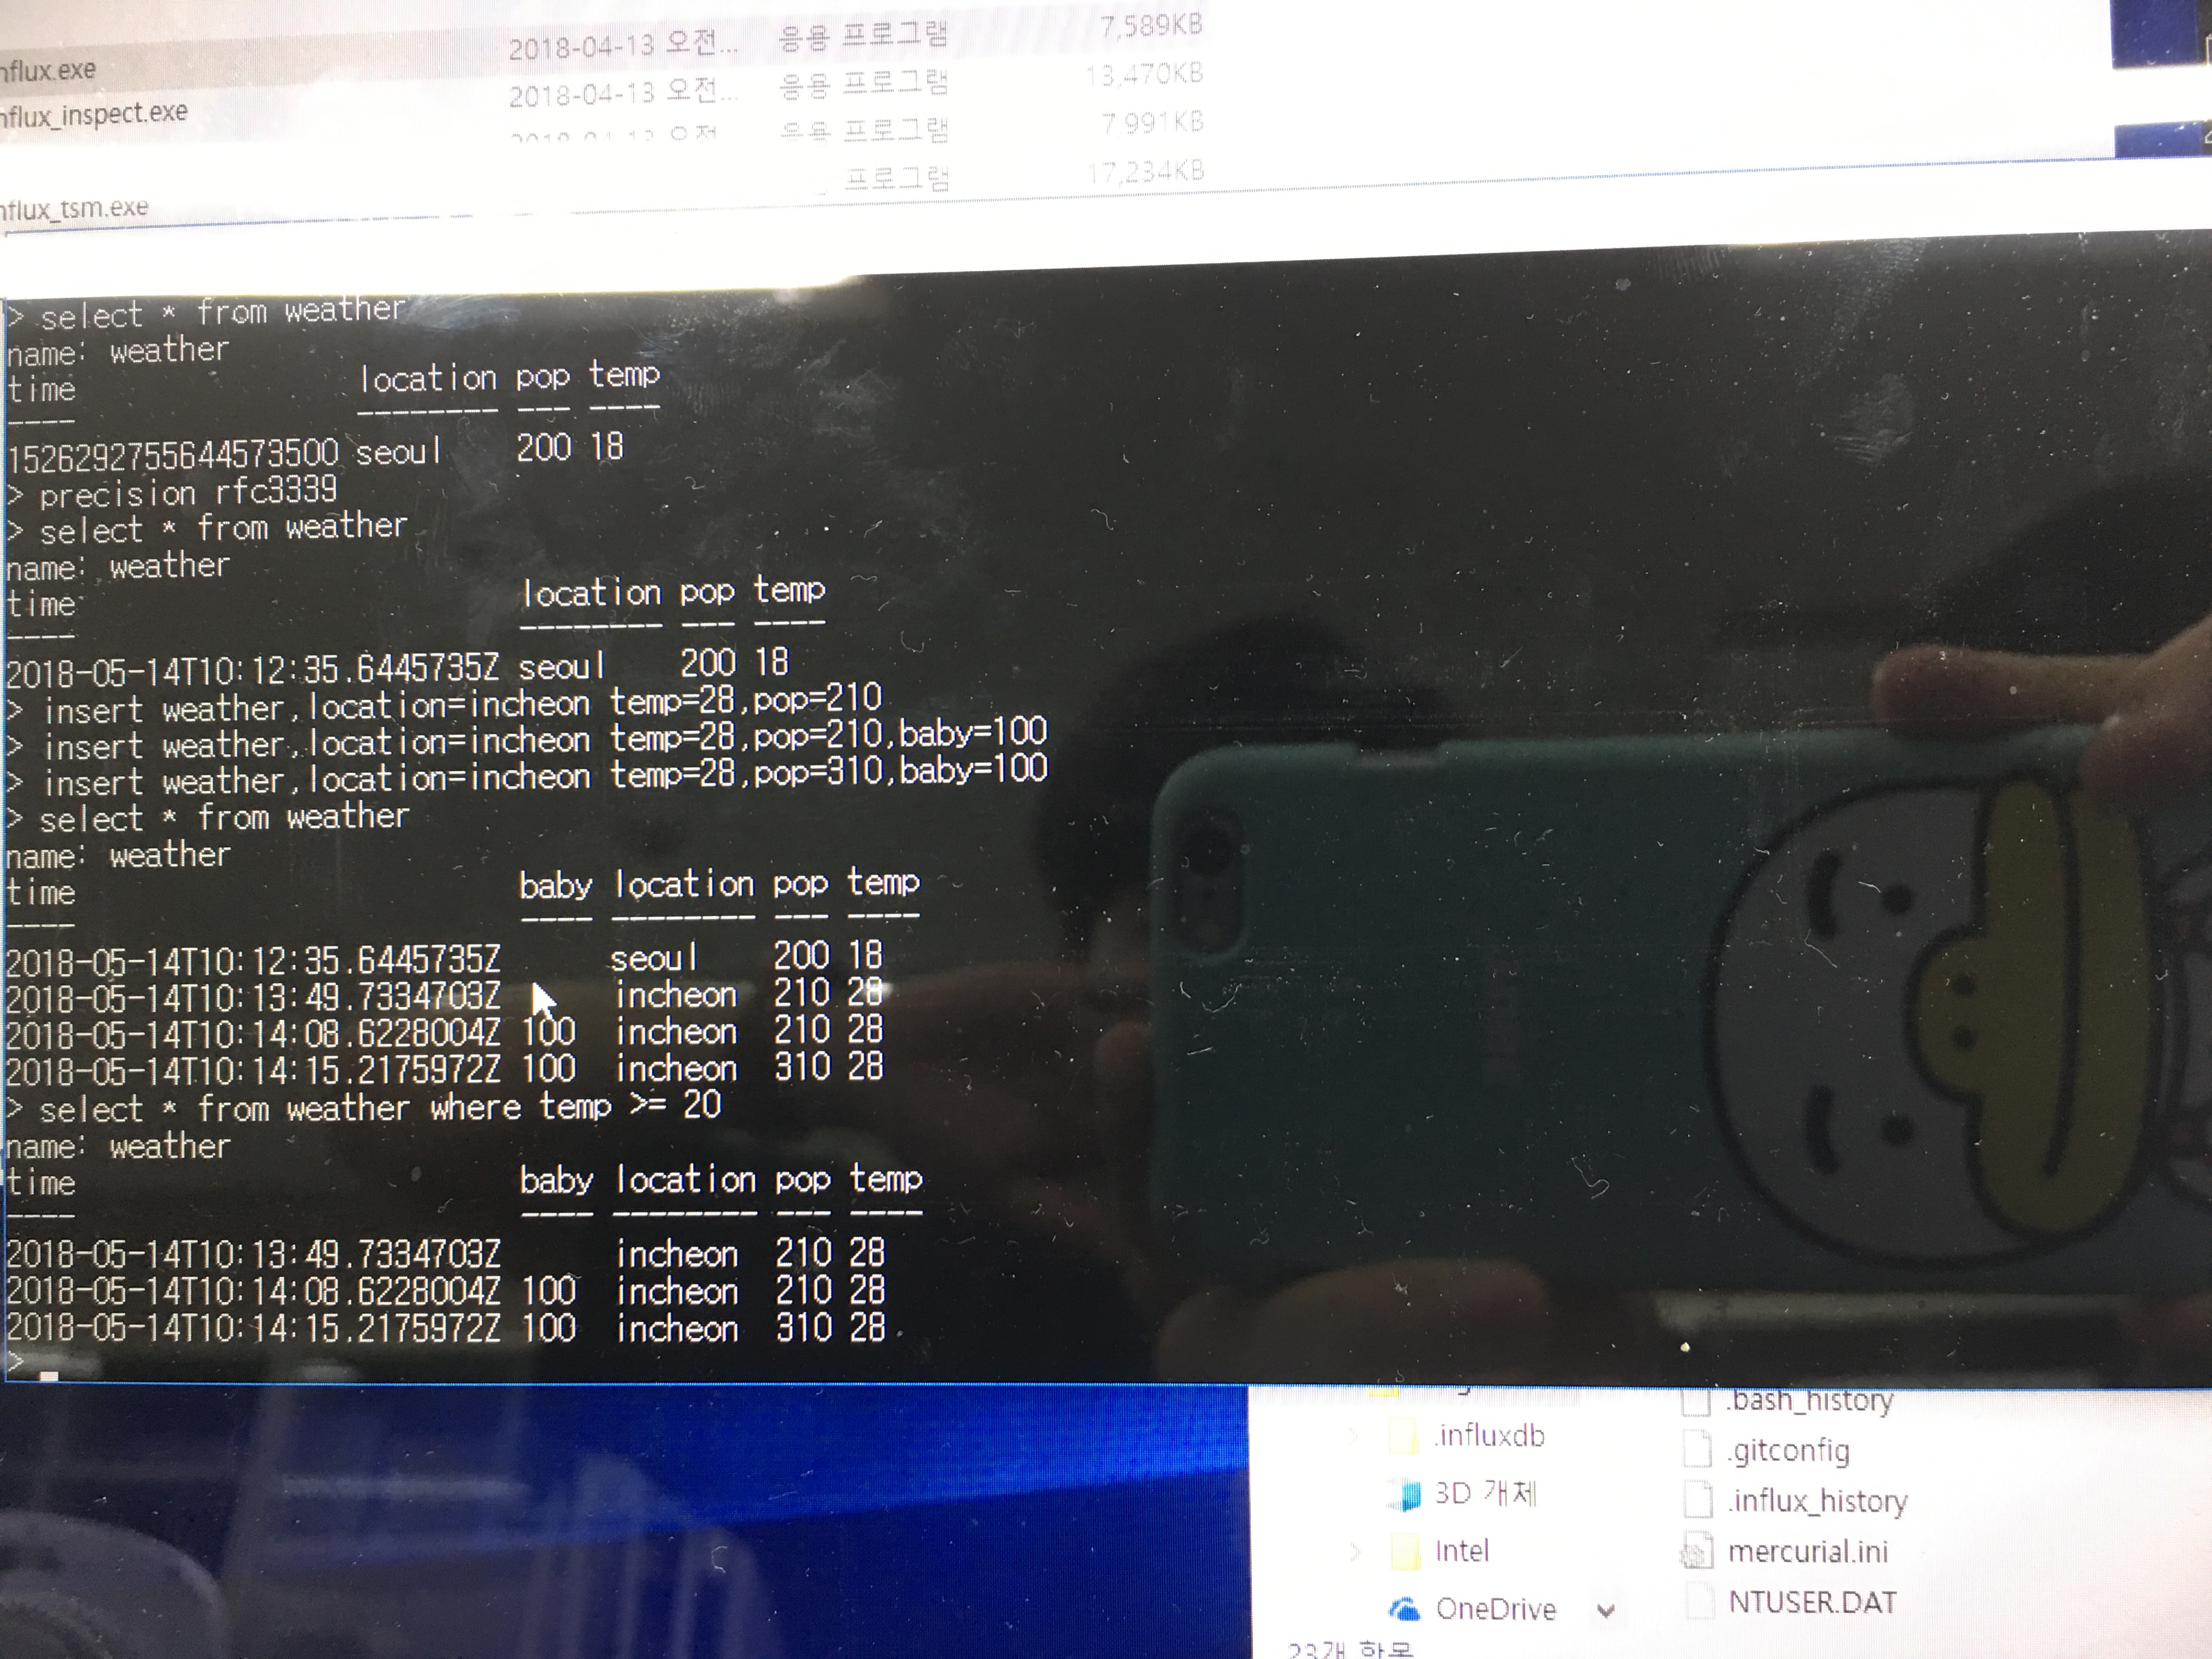 nflux.exe 2018-04-13 오전... 응용 프로그램 7,589KB
nflux_inspect.exe 2018-04-13 오전... 응용 프로그램 13,470KB
응용 프로그램 7,991KB
nflux_tsm.exe 프로그램 17,234KB
> select * from weather
name: weather
time location pop temp
---- -------- --- ----
1526292755644573500 seoul 200 18
> precision rfc3339
> select * from weather
name: weather
time location pop temp
---- -------- --- ----
2018-05-14T10:12:35.6445735Z seoul 200 18
> insert weather,location=incheon temp=28,pop=210
> insert weather,location=incheon temp=28,pop=210,baby=100
> insert weather,location=incheon temp=28,pop=310,baby=100
> select * from weather
name: weather
time baby location pop temp
---- ---- -------- --- ----
2018-05-14T10:12:35.6445735Z seoul 200 18
2018-05-14T10:13:49.7334703Z incheon 210 28
2018-05-14T10:14:08.6228004Z 100 incheon 210 28
2018-05-14T10:14:15.2175972Z 100 incheon 310 28
> select * from weather where temp >= 20
name: weather
time baby location pop temp
---- ---- -------- --- ----
2018-05-14T10:13:49.7334703Z incheon 210 28
2018-05-14T10:14:08.6228004Z 100 incheon 210 28
2018-05-14T10:14:15.2175972Z 100 incheon 310 28
>
.influxdb
3D 개체
Intel
OneDrive
23개 항목
.bash_history
.gitconfig
.influx_history
mercurial.ini
NTUSER.DAT